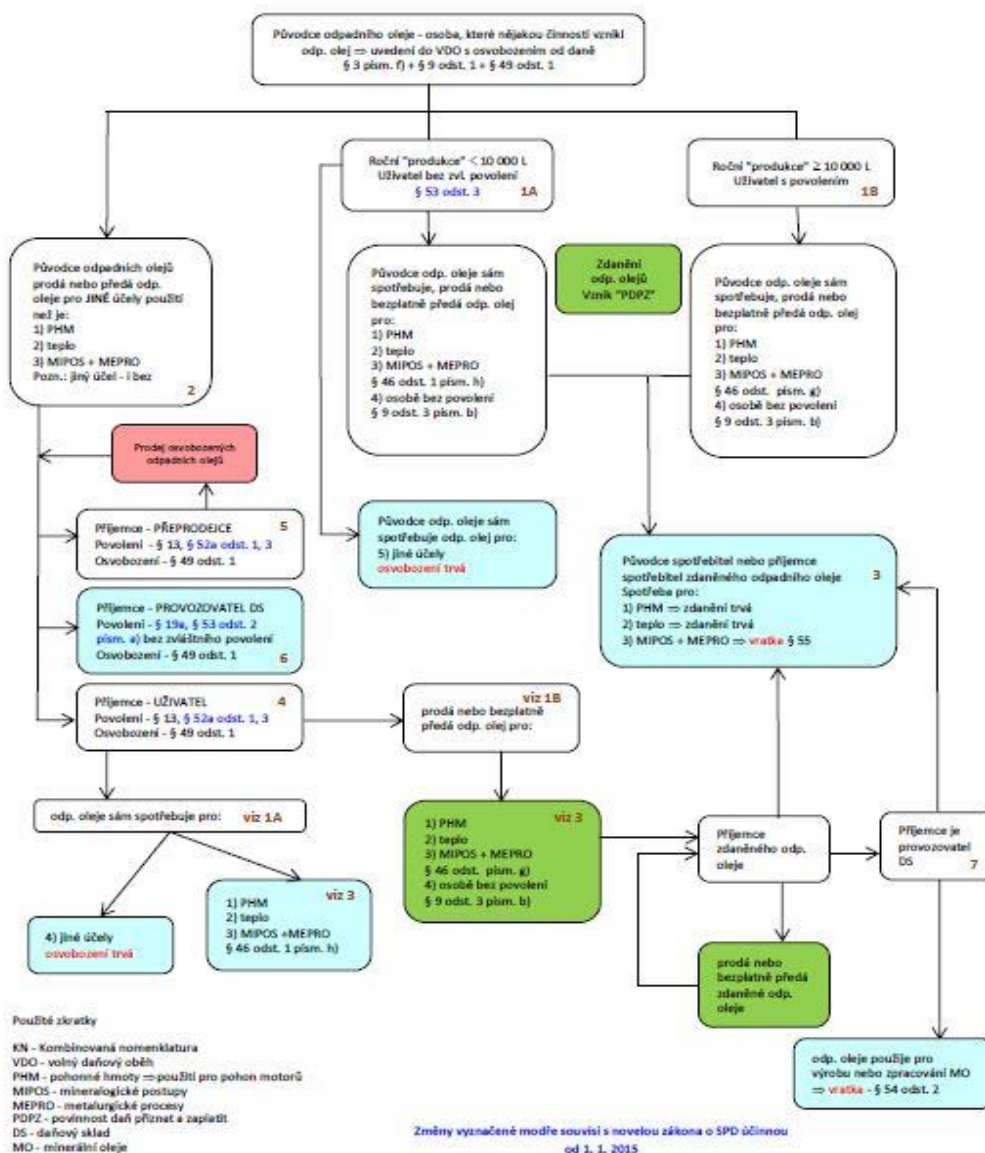 Původce odpadního oleje - osoba, které nějakou činností vznikl
odp. olej ⇒ uvedení do VDO s osvobozením od daně
§ 3 písm. f) + § 9 odst. 1 + § 49 odst. 1
Roční "produkce" < 10 000 L
Uživatel bez zvl. povolení
§ 53 odst. 3
1A
Roční "produkce" ≥ 10 000 L
Uživatel s povolením
1B
Původce odpadních olejů
prodá nebo předá odp.
oleje pro JINÉ účely použití
než je:
1) PHM
2) teplo
3) MIPOS + MEPRO
Pozn.: jiný účel - i bez
2
Původce odp. oleje sám
spotřebuje, prodá nebo
bezplatně předá odp. olej
pro:
1) PHM
2) teplo
3) MIPOS + MEPRO
§ 46 odst. 1 písm. h)
4) osobě bez povolení
§ 9 odst. 3 písm. b)
Zdanění
odp. olejů
Vznik "PDPZ"
Původce odp. oleje sám
spotřebuje, prodá nebo
bezplatně předá odp. olej
pro:
1) PHM
2) teplo
3) MIPOS + MEPRO
§ 46 odst. písm. g)
4) osobě bez povolení
§ 9 odst. 3 písm. b)
Prodej osvobozených
odpadních olejů
Příjemce - PŘEPRODEJCE
5
Povolení - § 13, § 52a odst. 1, 3
Osvobození - § 49 odst. 1
Původce odp. oleje sám
spotřebuje odp. olej pro:
5) jiné účely
osvobození trvá
Původce spotřebitel nebo příjemce
spotřebitel zdaněného odpadního oleje
3
Spotřeba pro:
1) PHM ⇒ zdanění trvá
2) teplo ⇒ zdanění trvá
3) MIPOS + MEPRO ⇒ vratka § 55
Příjemce - PROVOZOVATEL DS
Povolení - § 19a, § 53 odst. 2
písm. a) bez zvláštního povolení
Osvobození - § 49 odst. 1
6
Příjemce - UŽIVATEL
4
Povolení - § 13, § 52a odst. 1, 3
Osvobození - § 49 odst. 1
viz 1B
prodá nebo bezplatně
předá odp. olej pro:
odp. oleje sám spotřebuje pro:
viz 1A
viz 3
1) PHM
2) teplo
3) MIPOS + MEPRO
§ 46 odst. písm. g)
4) osobě bez povolení
§ 9 odst. 3 písm. b)
Příjemce
zdaněného odp.
oleje
Příjemce je
provozovatel
DS
7
4) jiné účely
osvobození trvá
viz 3
1) PHM
2) teplo
3) MIPOS +MEPRO
§ 46 odst. 1 písm. h)
prodá nebo
bezplatně předá
zdaněné odp.
oleje
odp. oleje použije pro
výrobu nebo zpracování MO
⇒ vratka - § 54 odst. 2
Použité zkratky
KN - Kombinovaná nomenklatura
VDO - volný daňový oběh
PHM - pohonné hmoty ⇒ použití pro pohon motorů
MIPOS - mineralogické postupy
MEPRO - metalurgické procesy
PDPZ - povinnost daň přiznat a zaplatit
DS - daňový sklad
MO - minerální oleje
Změny vyznačené modře souvisí s novelou zákona o SPD účinnou
od 1. 1. 2015